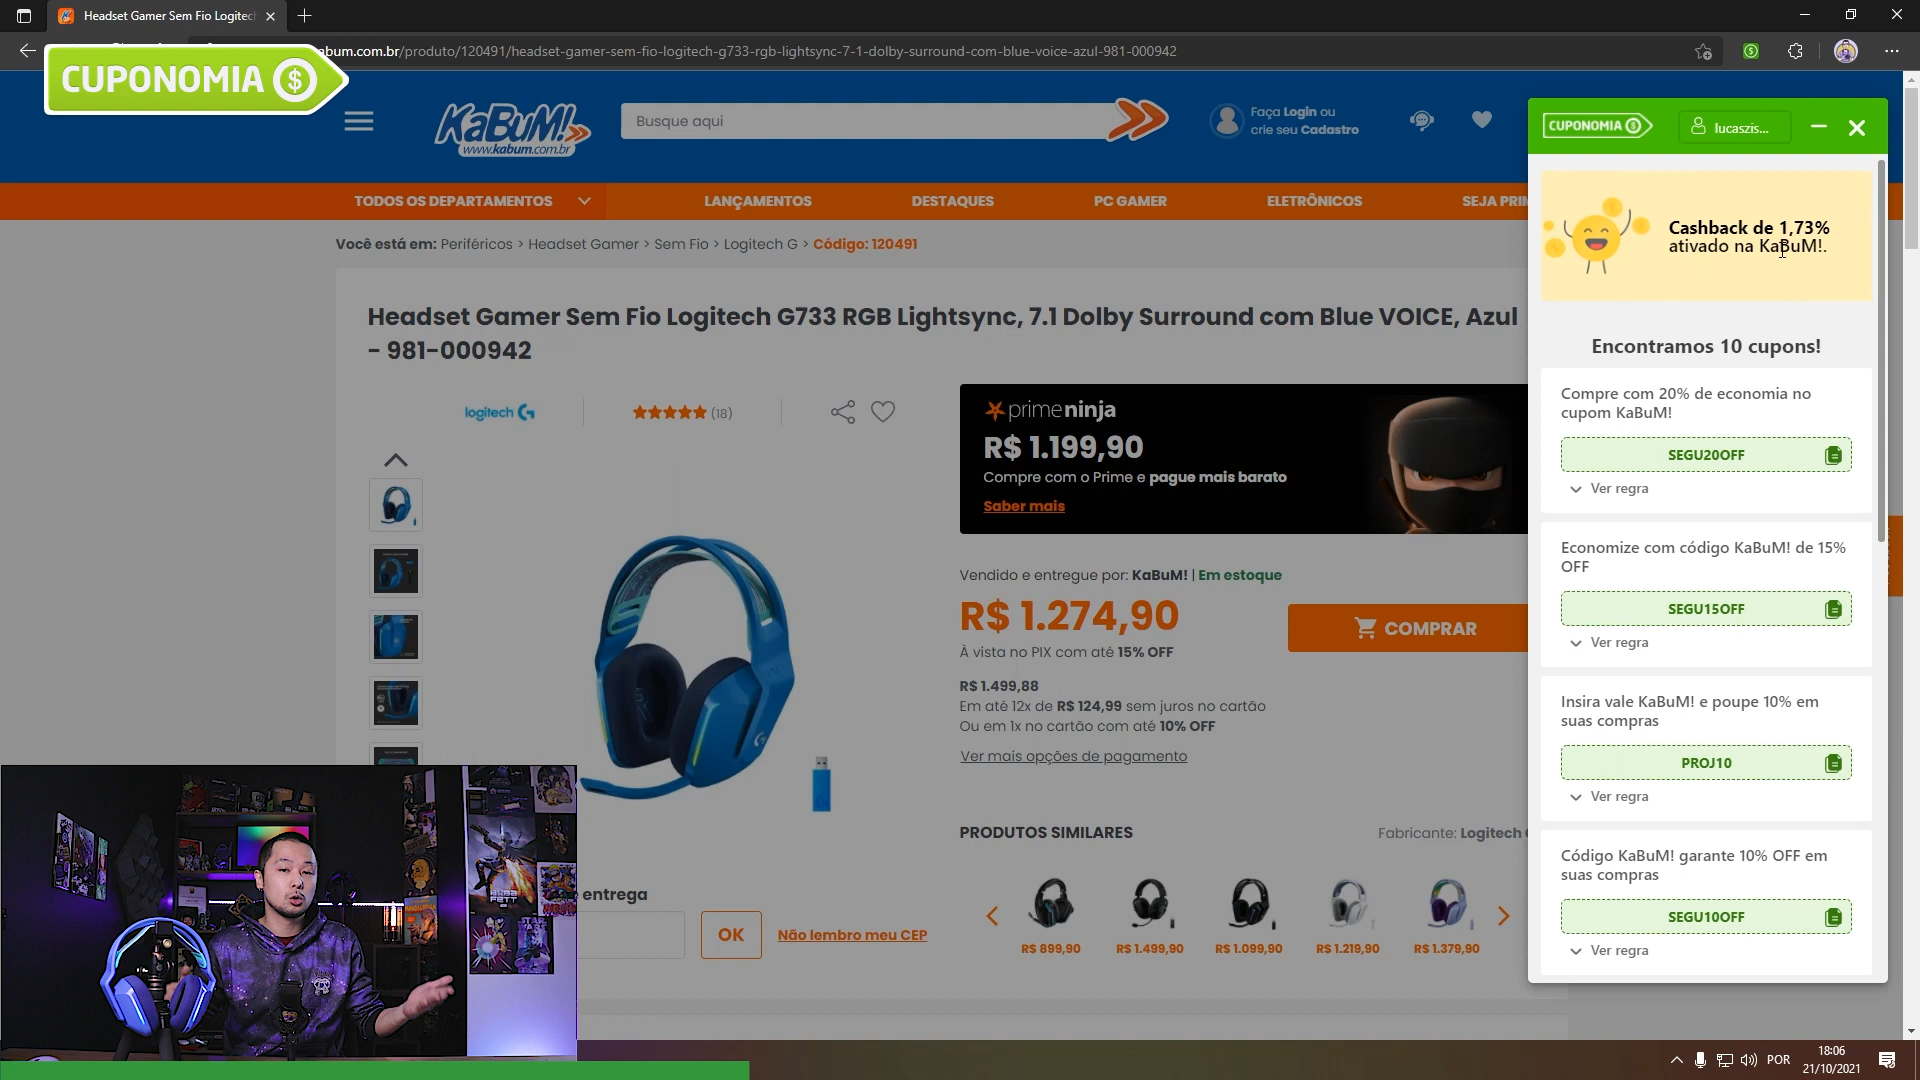 Headset Gamer Sem Fio Logitec
abum.com.br/produto/120491/headset-gamer-sem-fio-logitech-g733-rgb-lightsync-7-1-dolby-surround-com-blue-voice-azul-981-000942
CUPONOMIA $
KaBuM!
www.kabum.com.br
Busque aqui
Faça Login ou
crie seu Cadastro
TODOS OS DEPARTAMENTOS
LANÇAMENTOS
DESTAQUES
PC GAMER
ELETRÔNICOS
SEJA PRIM
Você está em: Periféricos > Headset Gamer > Sem Fio > Logitech G > Código: 120491
Headset Gamer Sem Fio Logitech G733 RGB Lightsync, 7.1 Dolby Surround com Blue VOICE, Azul
- 981-000942
logitech G
(18)
primeninja
R$ 1.199,90
Compre com o Prime e pague mais barato
Saber mais
Vendido e entregue por: KaBuM! | Em estoque
R$ 1.274,90
COMPRAR
À vista no PIX com até 15% OFF
R$ 1.499,88
Em até 12x de R$ 124,99 sem juros no cartão
Ou em 1x no cartão com até 10% OFF
Ver mais opções de pagamento
PRODUTOS SIMILARES
Fabricante: Logitech
R$ 899,90
R$ 1.499,90
R$ 1.099,90
R$ 1.219,90
R$ 1.379,90
entrega
OK
Não lembro meu CEP
BOBA
FETT
CUPONOMIA $
lucaszis...
Cashback de 1,73%
ativado na KaBuM!.
Encontramos 10 cupons!
Compre com 20% de economia no
cupom KaBuM!
SEGU20OFF
Ver regra
Economize com código KaBuM! de 15%
OFF
SEGU15OFF
Ver regra
Insira vale KaBuM! e poupe 10% em
suas compras
PROJ10
Ver regra
Código KaBuM! garante 10% OFF em
suas compras
SEGU10OFF
Ver regra
POR
18:06
21/10/2021